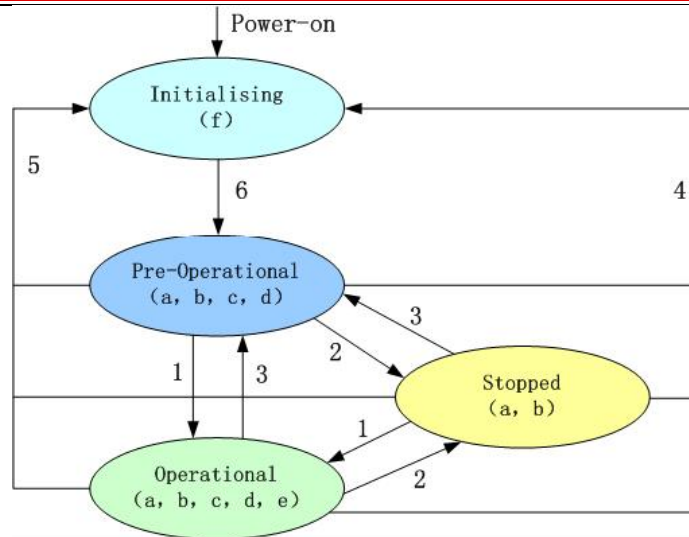 Power-on
Initialising
(f)
5
6
4
Pre-Operational
(a, b, c, d)
3
2
1
3
Stopped
(a, b)
1
Operational
(a, b, c, d, e)
2